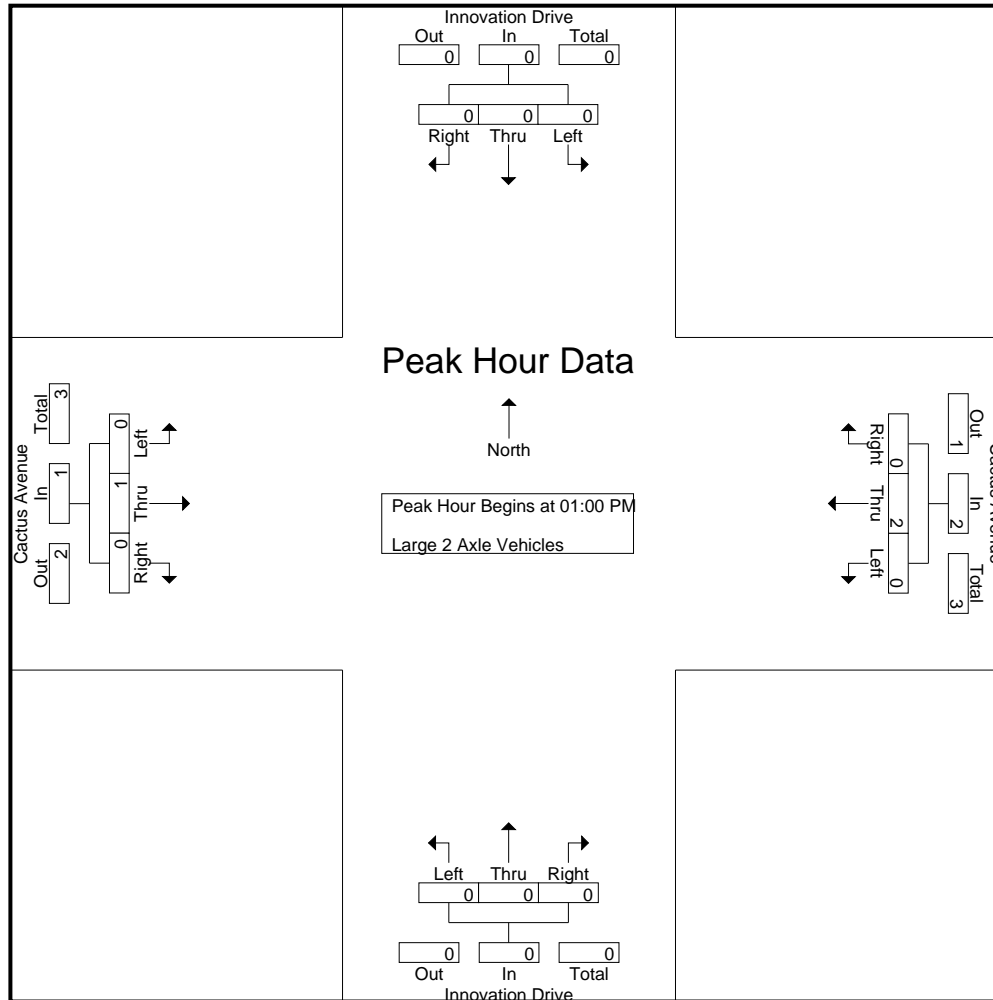 Innovation Drive
Out In Total
0 0 0
0 0 0
Right Thru Left
Peak Hour Data
North
Peak Hour Begins at 01:00 PM
Large 2 Axle Vehicles
Cactus Avenue
Out In Total
2 1 3
Left Thru Right
0 1 0
Out In Total
1 2 3
Right Thru Left
0 2 0
Left Thru Right
0 0 0
0 0 0
Out In Total
Innovation Drive